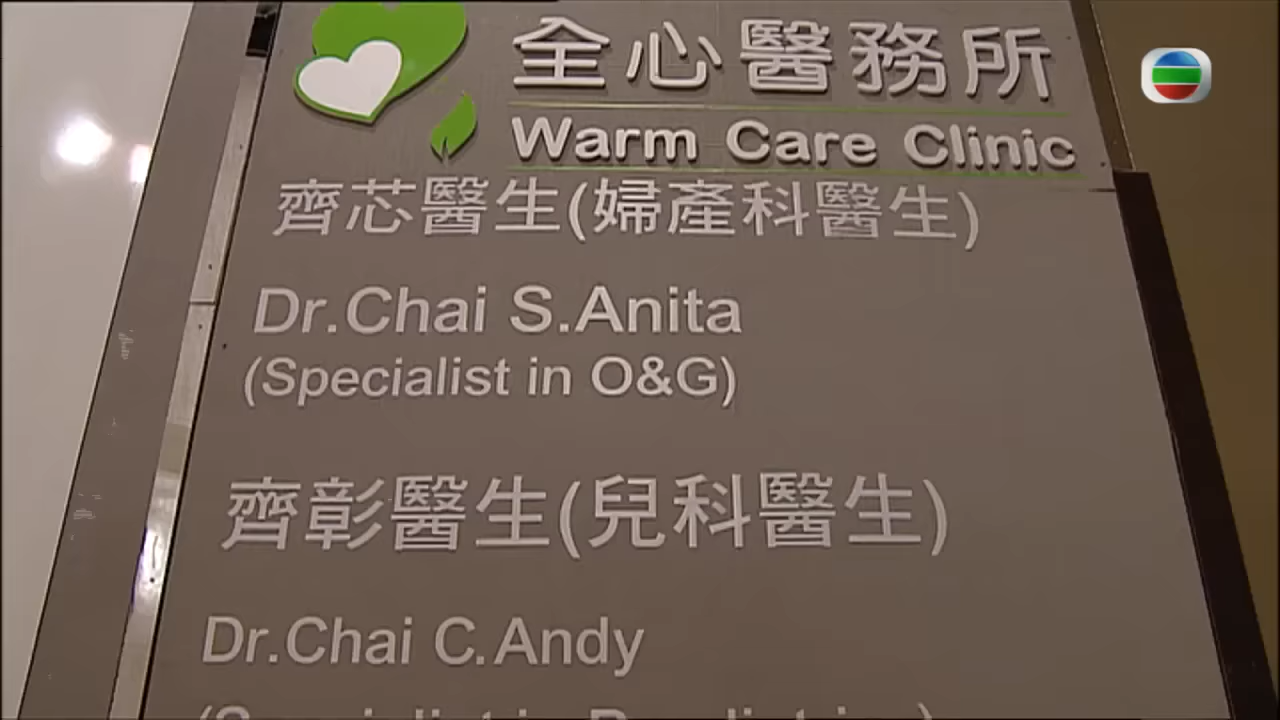 全心醫務所
Warm Care Clinic
齊芯醫生(婦產科醫生)
Dr.Chai S.Anita
(Specialist in O&G)
齊彰醫生(兒科醫生)
Dr.Chai C.Andy